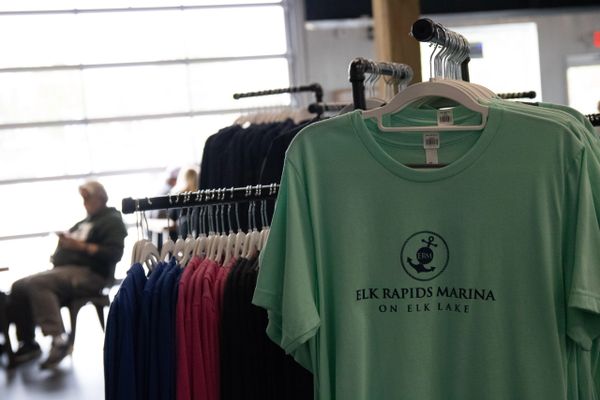 ERM
ELK RAPIDS MARINA
ON ELK LAKE